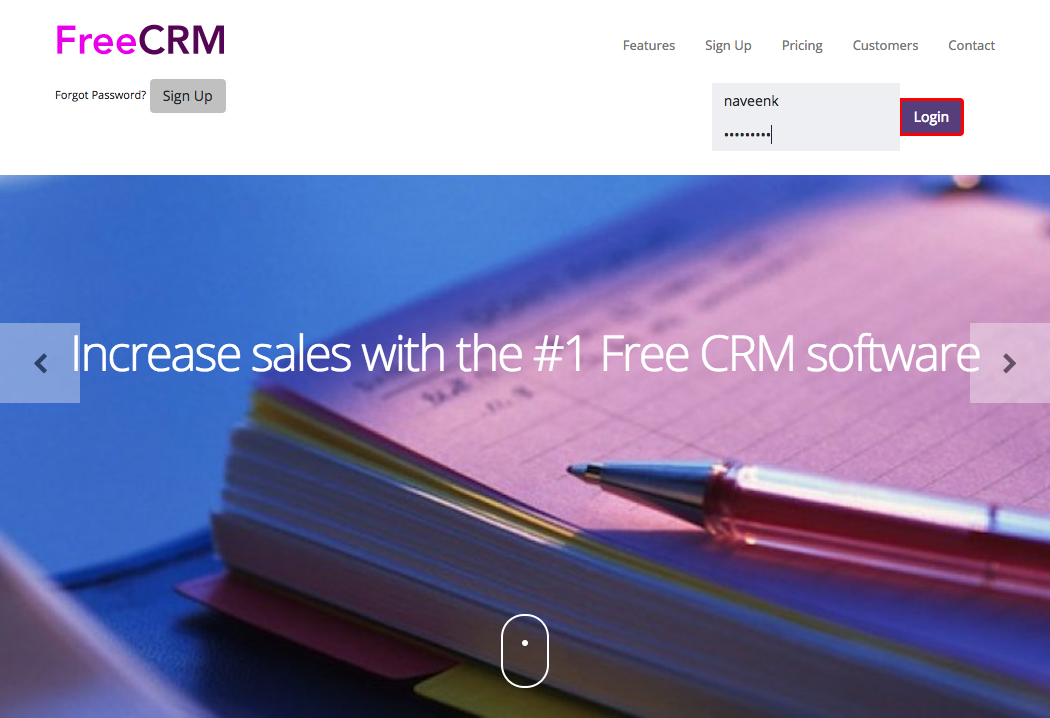 FreeCRM
Features Sign Up Pricing Customers Contact
Forgot Password? Sign Up
naveenk
•••••••••
Login
Increase sales with the #1 Free CRM software